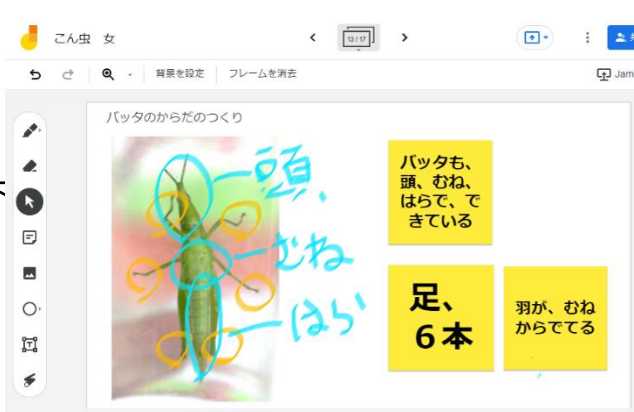 こん虫 女
13 / 17
背景を設定 フレームを消去
Jam
バッタのからだのつくり
頭、
むね
はら
バッタも、
頭、むね、
はらで、で
きている
足、
6本
羽が、むね
からでてる